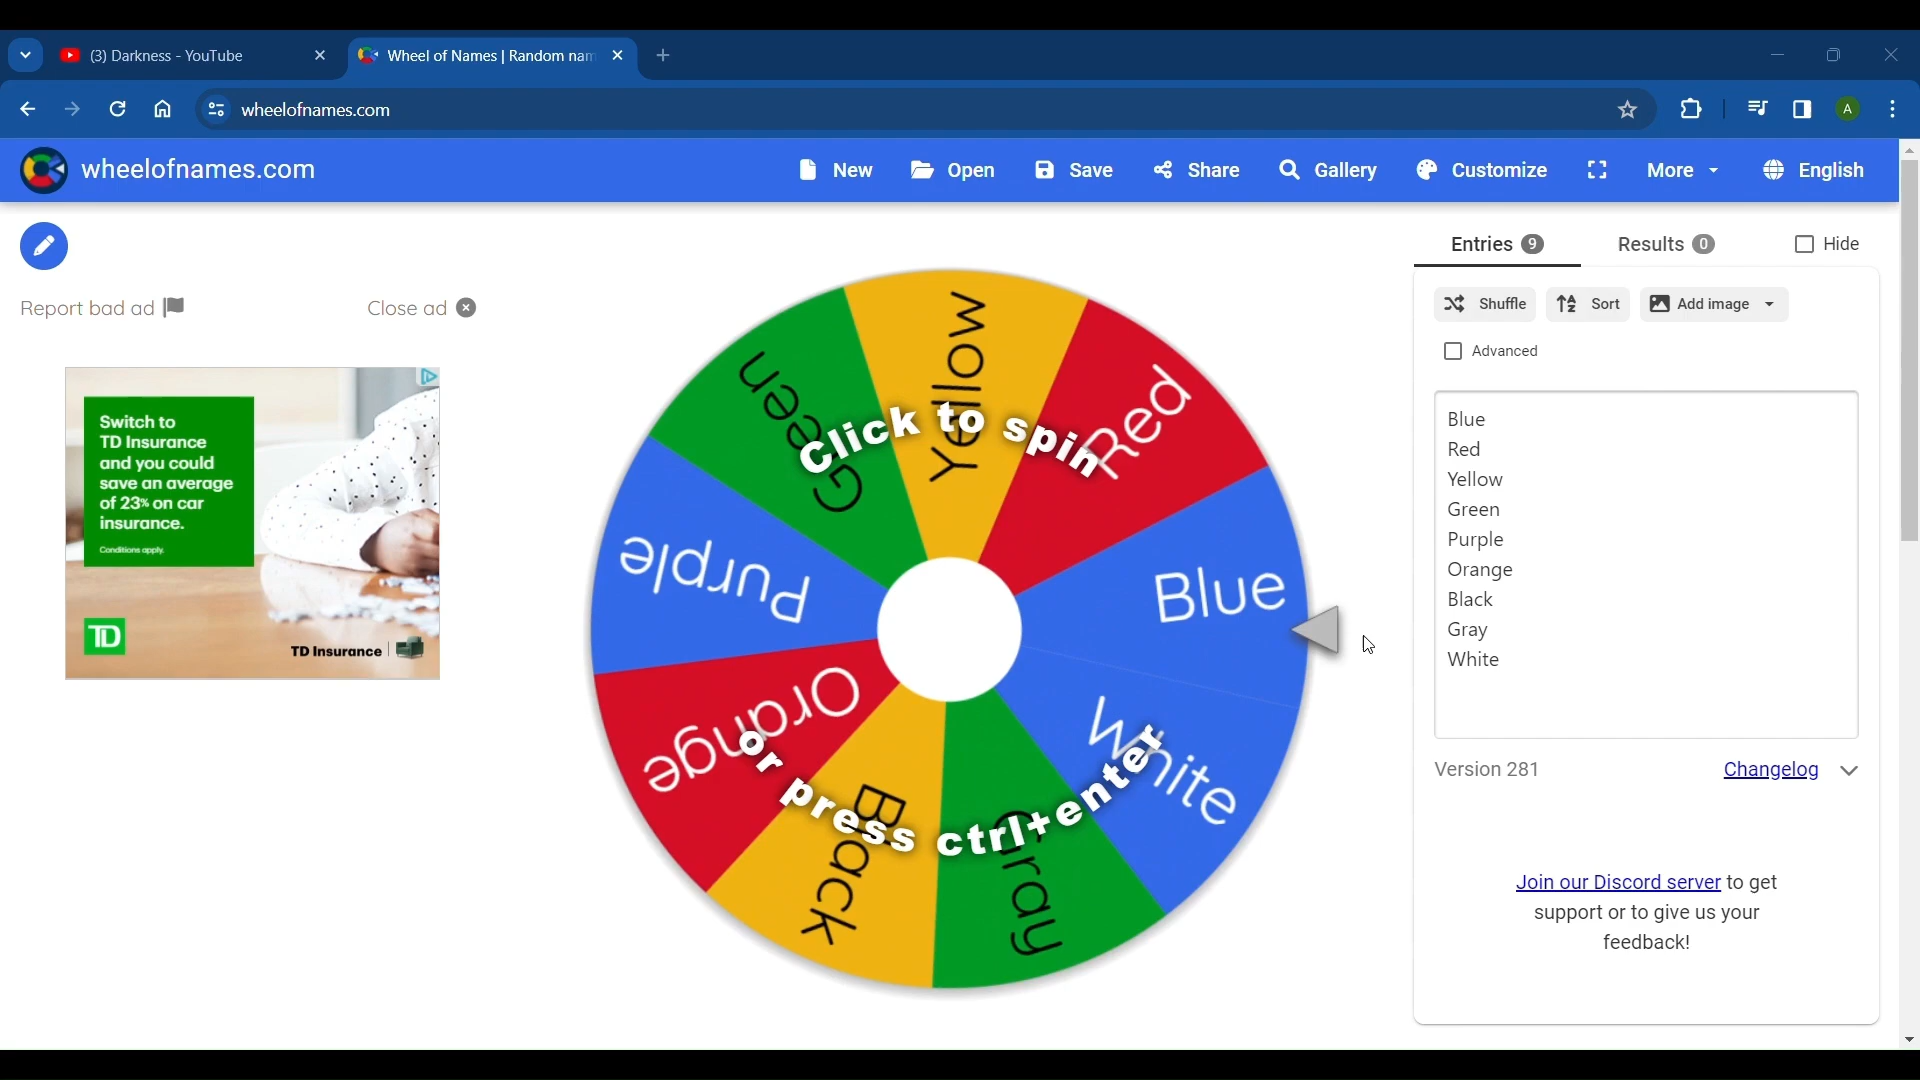 (3) Darkness - YouTube
Wheel of Names | Random nam
wheelofnames.com
A
wheelofnames.com
New
Open
Save
Share
Gallery
Customize
More
English
Report bad ad
Close ad
Switch to
TD Insurance
and you could
save an average
of 23% on car
insurance.
Conditions apply.
TD
TD Insurance
Click to spin
or press ctrl+enter
Yellow
Red
Blue
White
Gray
Black
Orange
Purple
Green
Entries 9
Results 0
Hide
Shuffle
Sort
Add image
Advanced
Blue
Red
Yellow
Green
Purple
Orange
Black
Gray
White
Version 281
Changelog
Join our Discord server to get
support or to give us your
feedback!